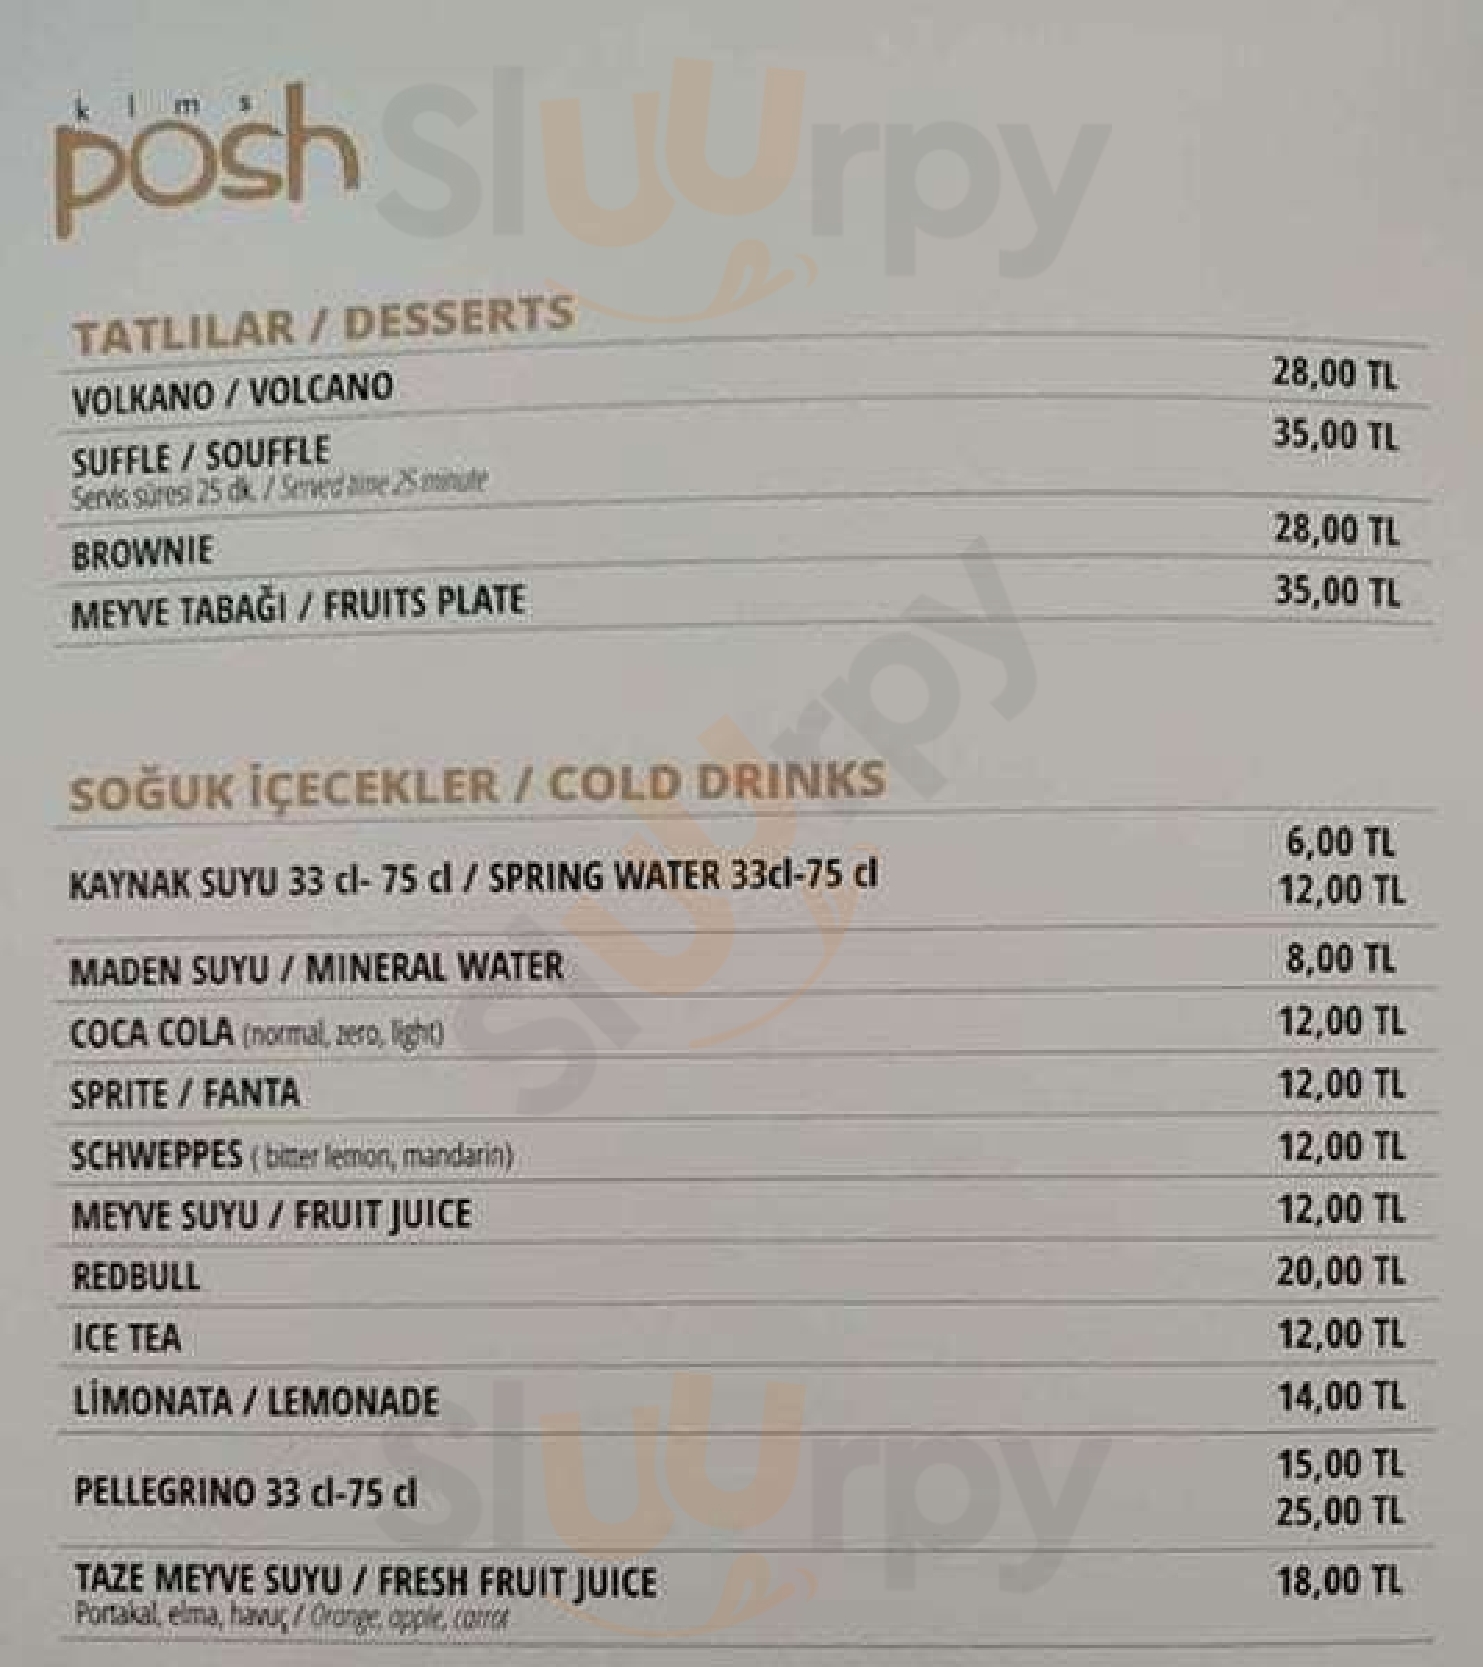 kıms
posh
Sluurpy
TATLILAR / DESSERTS
VOLKANO / VOLCANO 28,00 TL
SUFFLE / SOUFFLE 35,00 TL
Servis süresi 25 dk. / Served time 25 minute
BROWNIE 28,00 TL
MEYVE TABAĞI / FRUITS PLATE 35,00 TL
Sluurpy
SOĞUK İÇECEKLER / COLD DRINKS
KAYNAK SUYU 33 cl- 75 cl / SPRING WATER 33cl-75 cl 6,00 TL
12,00 TL
MADEN SUYU / MINERAL WATER 8,00 TL
COCA COLA (normal, zero, light) 12,00 TL
SPRITE / FANTA 12,00 TL
SCHWEPPES ( bitter lemon, mandarin) 12,00 TL
MEYVE SUYU / FRUIT JUICE 12,00 TL
REDBULL 20,00 TL
ICE TEA 12,00 TL
LİMONATA / LEMONADE 14,00 TL
Sluurpy
PELLEGRINO 33 cl-75 cl 15,00 TL
25,00 TL
TAZE MEYVE SUYU / FRESH FRUIT JUICE 18,00 TL
Portakal, elma, havuç / Orange, apple, carrot